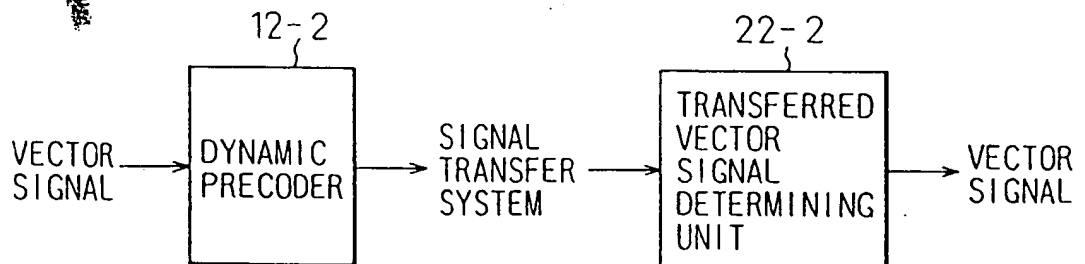 12-2
22-2
VECTOR
SIGNAL
DYNAMIC
PRECODER
SIGNAL
TRANSFER
SYSTEM
TRANSFERRED
VECTOR
SIGNAL
DETERMINING
UNIT
VECTOR
SIGNAL